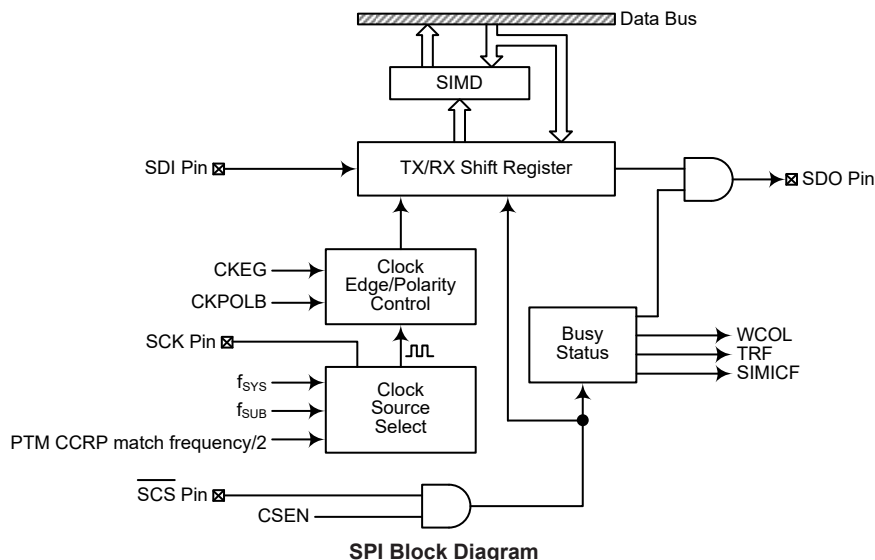 Data Bus
SIMD
SDI Pin
TX/RX Shift Register
SDO Pin
CKEG
CKPOLB
Clock
Edge/Polarity
Control
SCK Pin
Busy
Status
WCOL
TRF
SIMICF
fSYS
fSUB
PTM CCRP match frequency/2
Clock
Source
Select
SCS Pin
CSEN
SPI Block Diagram